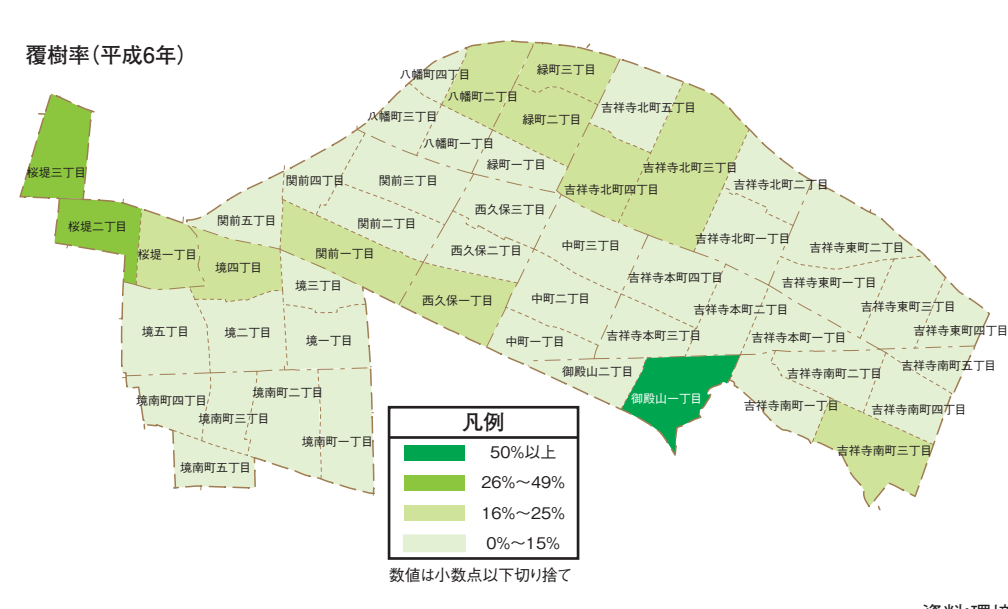 覆樹率(平成6年)
八幡町四丁目
緑町三丁目
八幡町二丁目
吉祥寺北町五丁目
八幡町三丁目
緑町二丁目
八幡町一丁目
緑町一丁目
吉祥寺北町三丁目
桜堤三丁目
関前四丁目
関前三丁目
吉祥寺北町四丁目
吉祥寺北町二丁目
西久保三丁目
桜堤二丁目
関前五丁目
関前二丁目
吉祥寺北町一丁目
桜堤一丁目
関前一丁目
西久保二丁目
中町三丁目
吉祥寺東町二丁目
境四丁目
境三丁目
吉祥寺本町四丁目
吉祥寺東町一丁目
西久保一丁目
中町二丁目
吉祥寺本町二丁目
吉祥寺東町三丁目
境五丁目
境二丁目
境一丁目
中町一丁目
吉祥寺本町三丁目
吉祥寺本町一丁目
吉祥寺東町四丁目
御殿山二丁目
吉祥寺南町二丁目
吉祥寺南町五丁目
境南町四丁目
境南町二丁目
御殿山一丁目
吉祥寺南町一丁目
吉祥寺南町四丁目
境南町三丁目
境南町一丁目
吉祥寺南町三丁目
境南町五丁目
凡例
50%以上
26%～49%
16%～25%
0%～15%
数値は小数点以下切り捨て